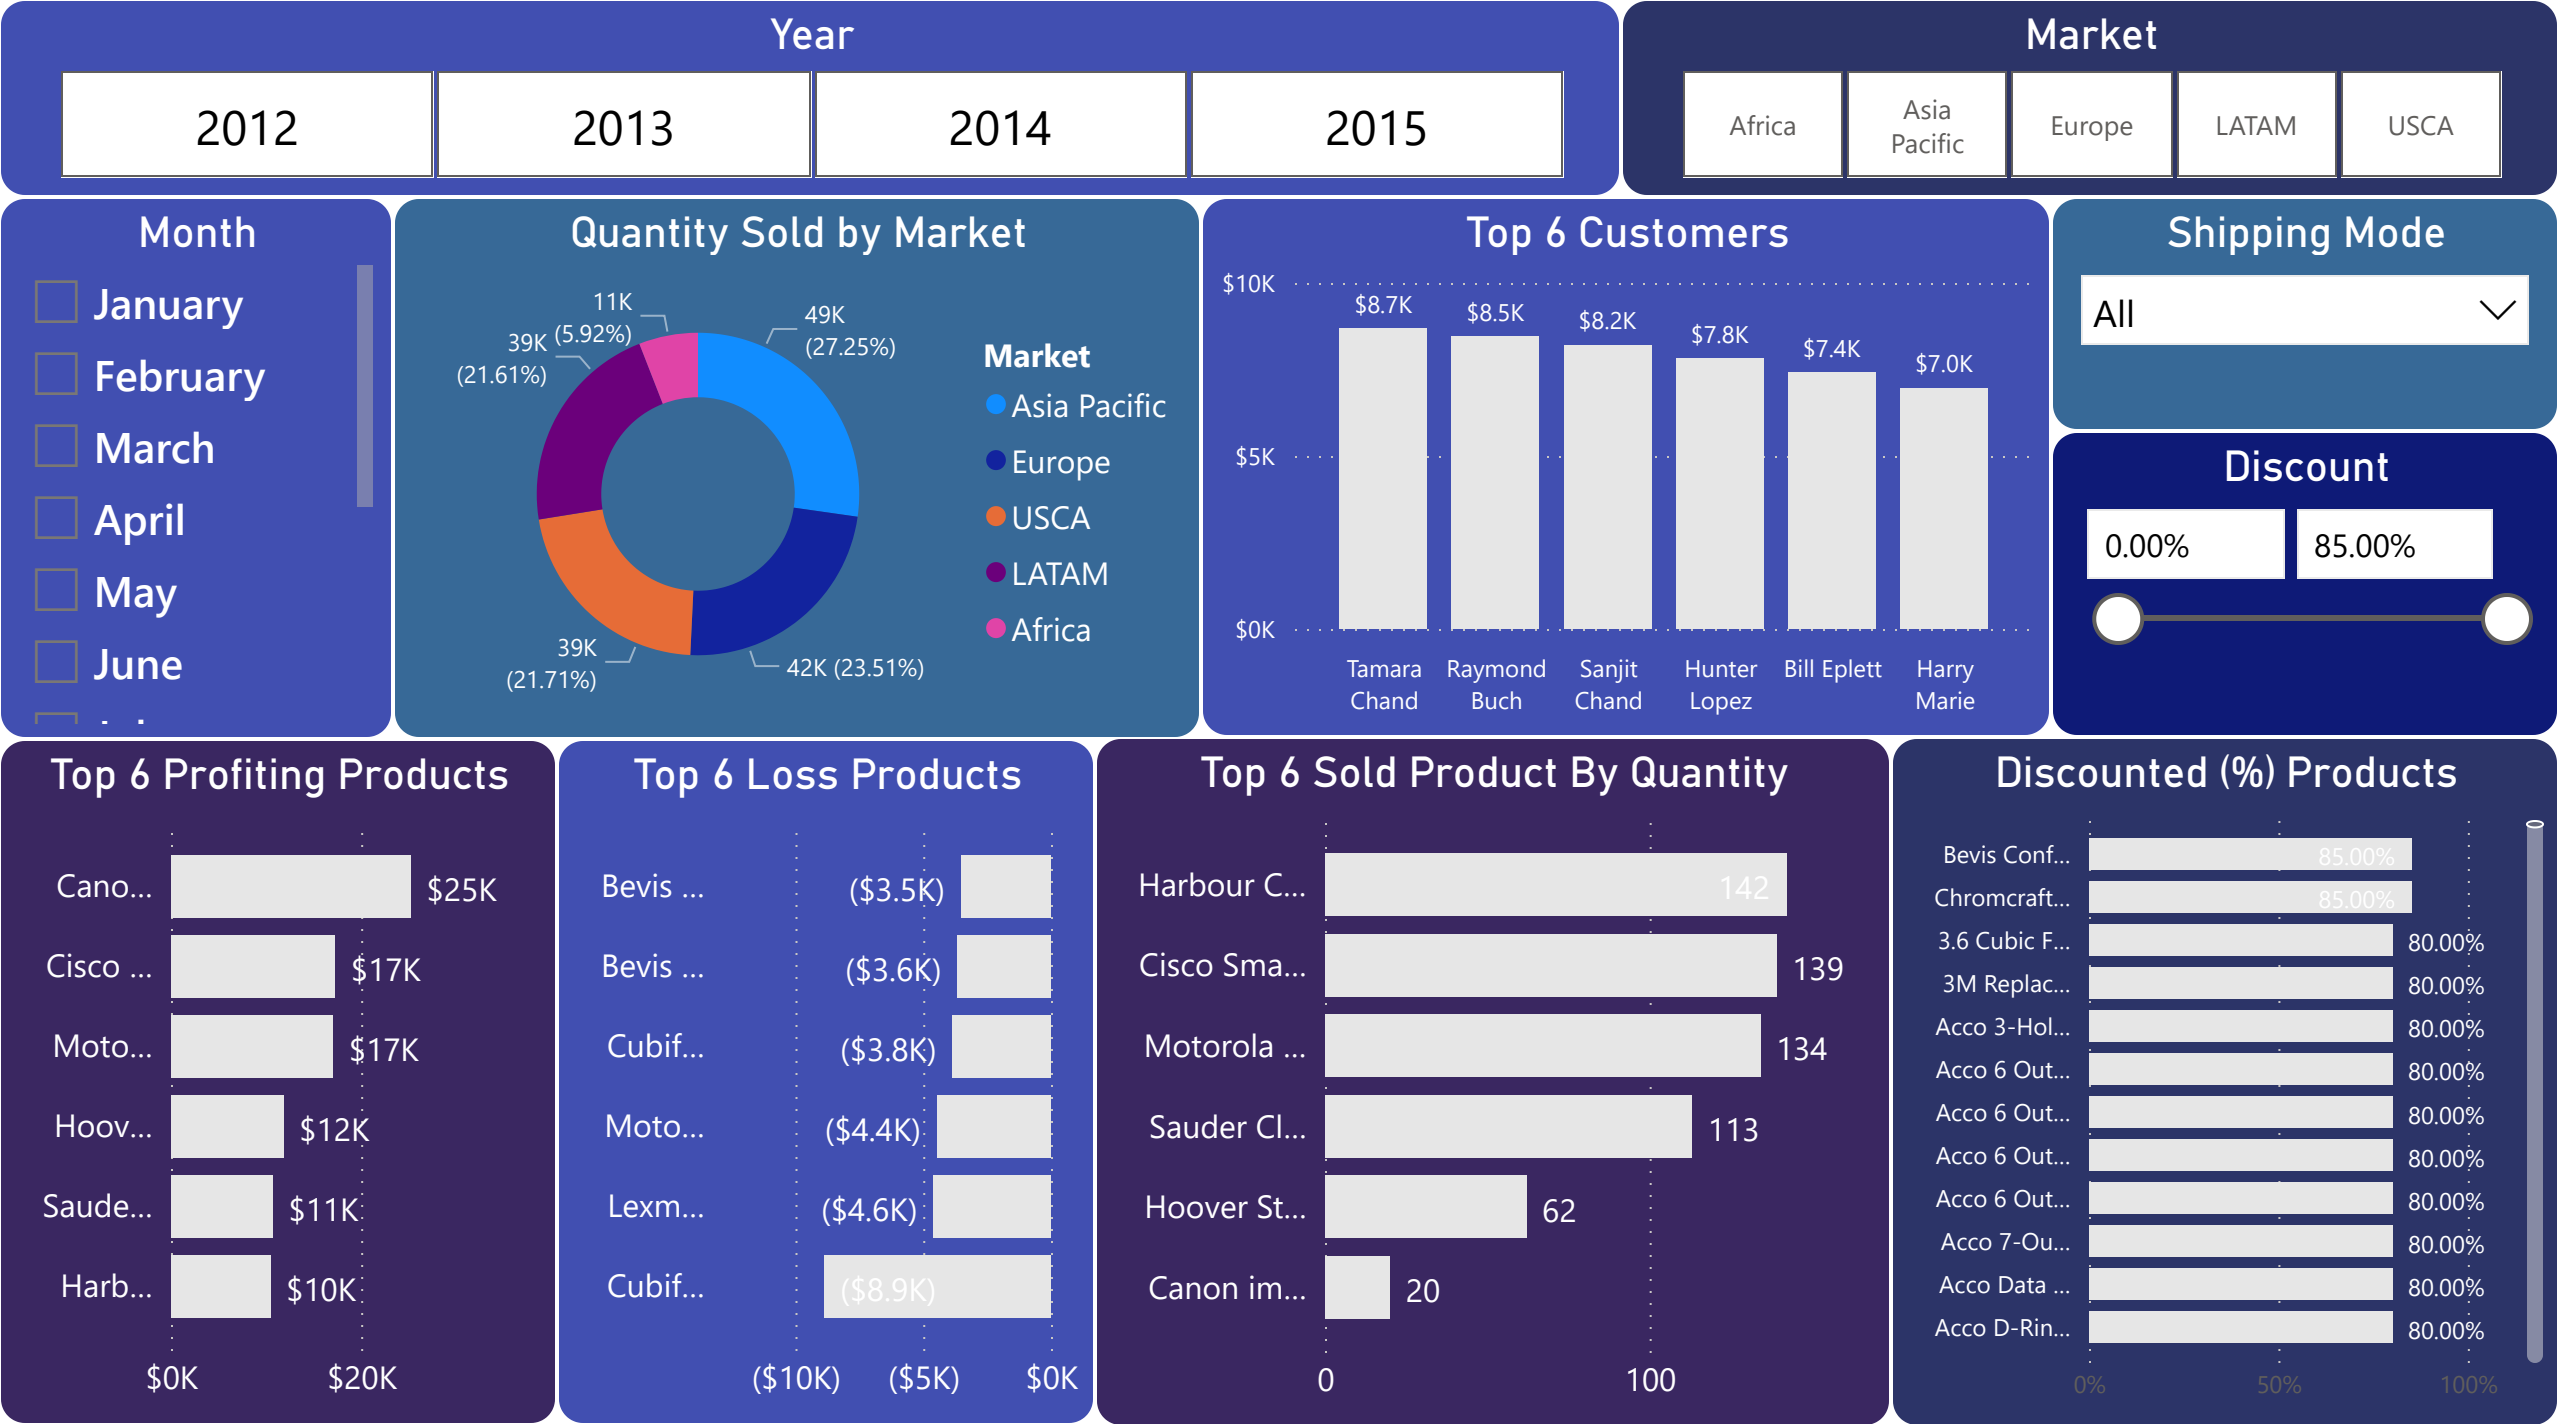 Year
2012
2013
2014
2015
Market
Africa
Asia
Pacific
Europe
LATAM
USCA
Month
January
February
March
April
May
June
Quantity Sold by Market
11K
(5.92%)
49K
(27.25%)
39K
(21.61%)
39K
(21.71%)
42K (23.51%)
Market
Asia Pacific
Europe
USCA
LATAM
Africa
Top 6 Customers
$10K
$5K
$0K
$8.7K
$8.5K
$8.2K
$7.8K
$7.4K
$7.0K
Tamara
Chand
Raymond
Buch
Sanjit
Chand
Hunter
Lopez
Bill Eplett
Harry
Marie
Shipping Mode
All
Discount
0.00%
85.00%
Top 6 Profiting Products
Cano... $25K
Cisco ... $17K
Moto... $17K
Hoov... $12K
Saude... $11K
Harb... $10K
$0K $20K
Top 6 Loss Products
Bevis ... ($3.5K)
Bevis ... ($3.6K)
Cubif... ($3.8K)
Moto... ($4.4K)
Lexm... ($4.6K)
Cubif... ($8.9K)
($10K) ($5K) $0K
Top 6 Sold Product By Quantity
Harbour C... 142
Cisco Sma... 139
Motorola ... 134
Sauder Cl... 113
Hoover St... 62
Canon im... 20
0 100
Discounted (%) Products
Bevis Conf... 85.00%
Chromcraft... 85.00%
3.6 Cubic F... 80.00%
3M Replac... 80.00%
Acco 3-Hol... 80.00%
Acco 6 Out... 80.00%
Acco 6 Out... 80.00%
Acco 6 Out... 80.00%
Acco 6 Out... 80.00%
Acco 7-Ou... 80.00%
Acco Data ... 80.00%
Acco D-Rin... 80.00%
0% 50% 100%